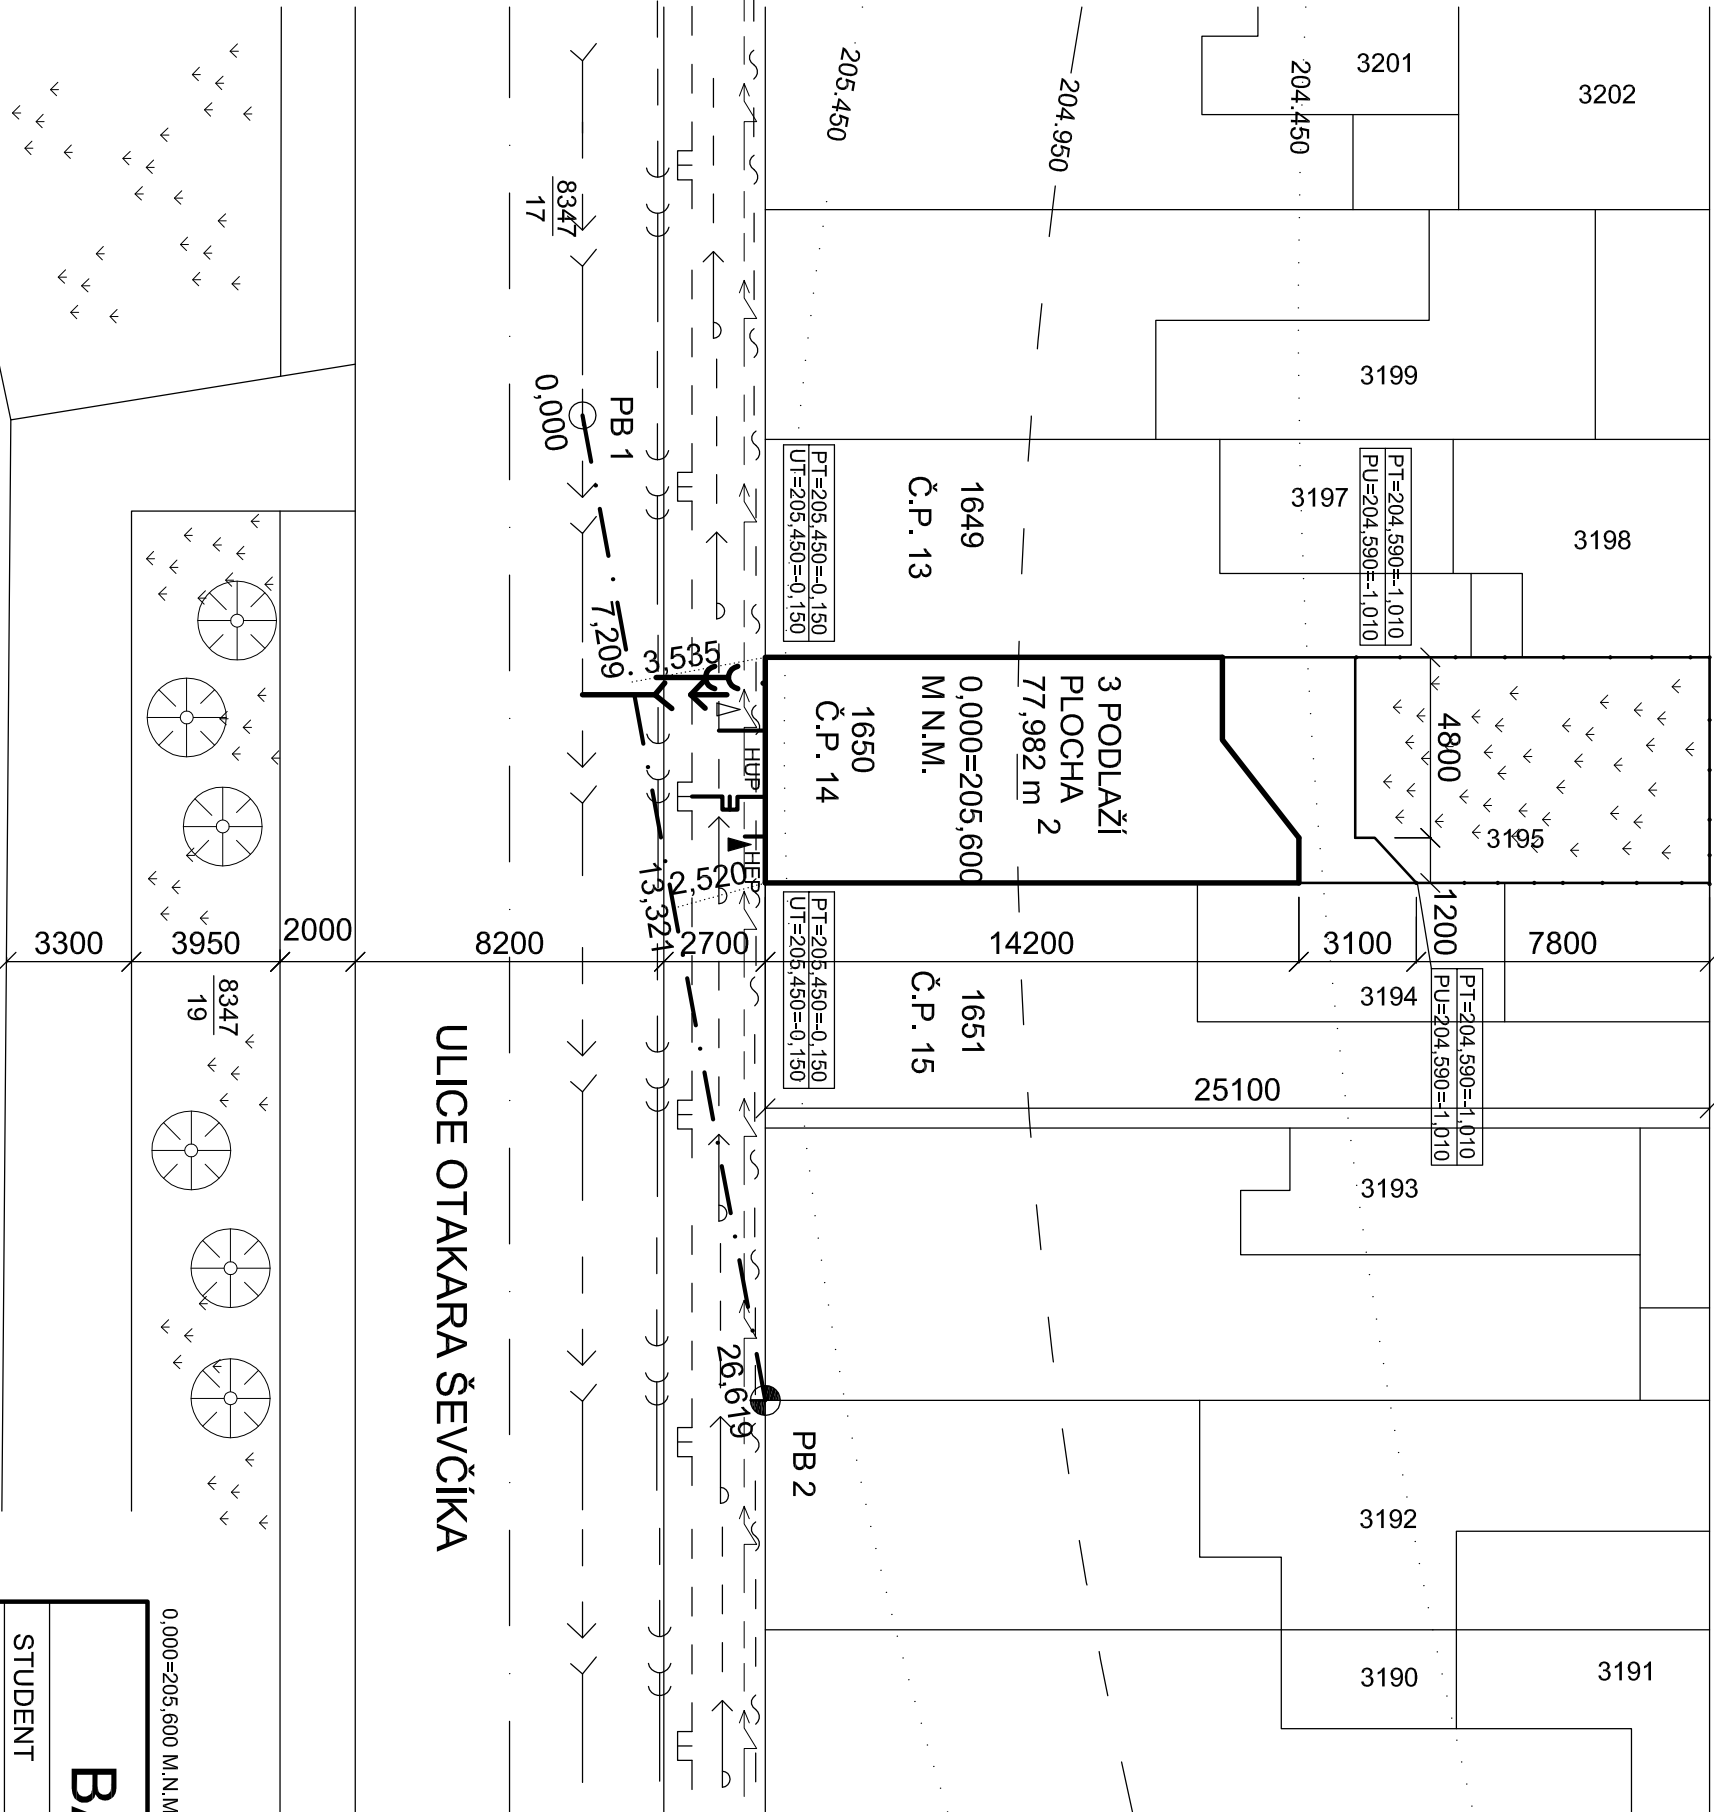 205.450
204.950
204.450
3201
3202
8347
17
3199
PB 1
0,000
PT=205,450=-0,150
UT=205,450=-0,150
1649
Č.P. 13
3197
PT=204,590=-1,010
PU=204,590=-1,010
3198
7,209
3,535
3 PODLAŽÍ
PLOCHA
77,982 m 2
0,000=205,600
M N.M.
1650
Č.P. 14
HUP
4800
3195
13,321
2,520
HEP
1200
3300
3950
2000
8200
2700
14200
3100
7800
8347
19
PT=205,450=-0,150
UT=205,450=-0,150
1651
Č.P. 15
3194
PT=204,590=-1,010
PU=204,590=-1,010
25100
ULICE OTAKARA ŠEVČÍKA
3193
26,619
PB 2
3192
3190
3191
0,000=205,600 M.N.M
STUDENT